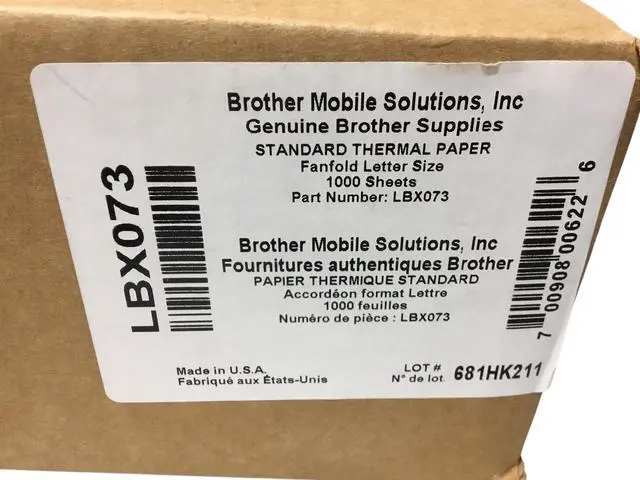 Brother Mobile Solutions, Inc
Genuine Brother Supplies
STANDARD THERMAL PAPER
Fanfold Letter Size
1000 Sheets
Part Number: LBX073
LBX073
Brother Mobile Solutions, Inc
Fournitures authentiques Brother
PAPIER THERMIQUE STANDARD
Accordéon format Lettre
1000 feuilles
Numéro de pièce : LBX073
7 00908 00622 6
Made in U.S.A.
Fabriqué aux États-Unis
LOT #
N° de lot. 681HK211